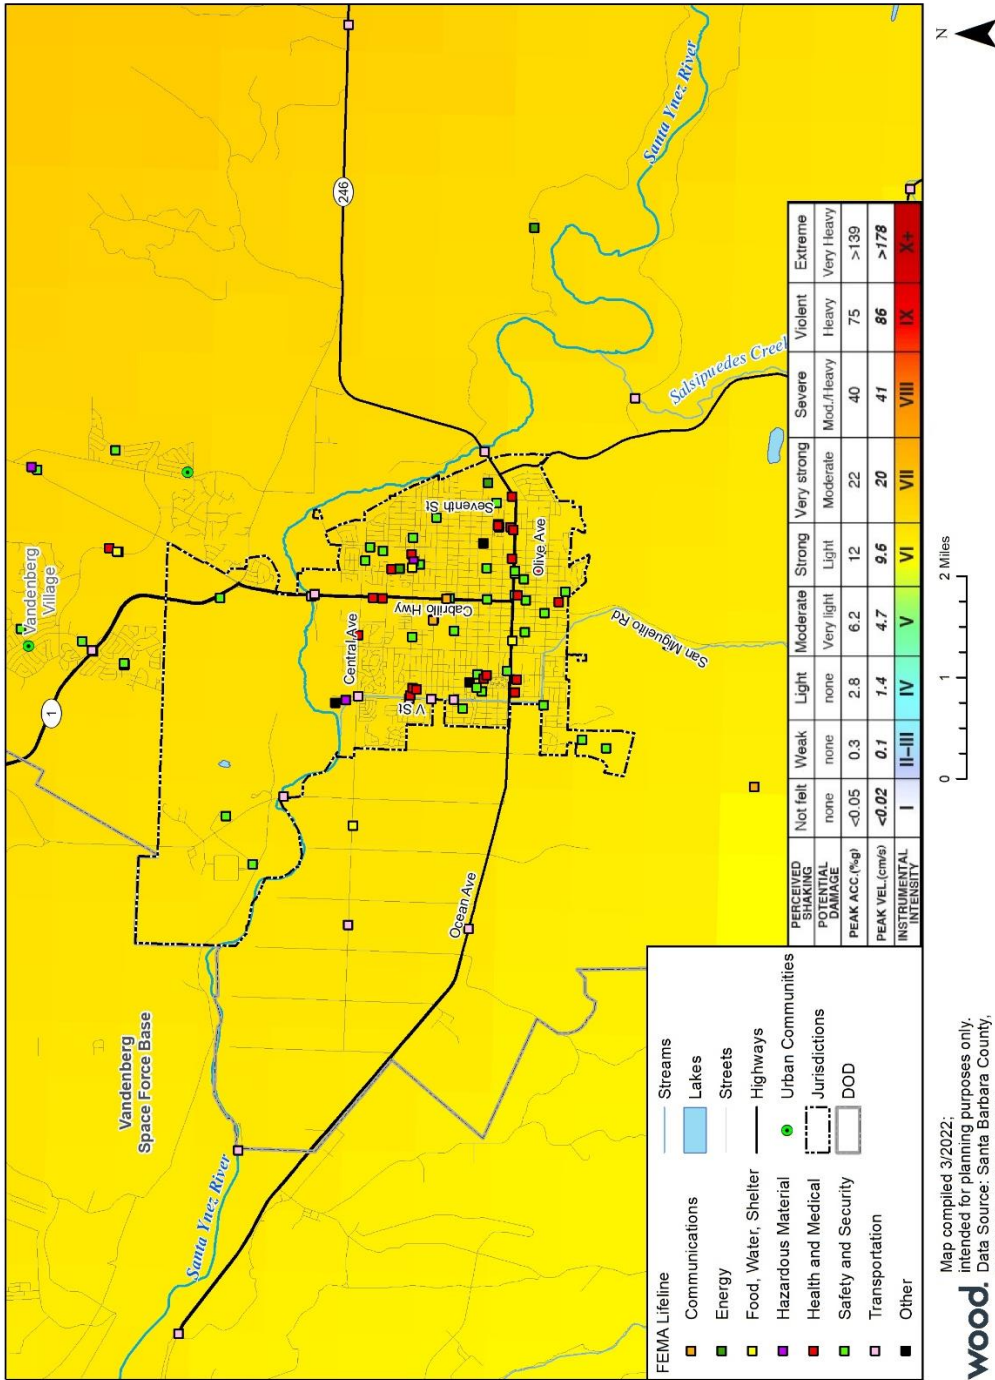 Vandenberg
Village
1
246
Santa Ynez River
Salsipuedes Creek
Seventh St
Olive Ave
Cabrillo Hwy
Central Ave
V St
San Miguelito Rd
Ocean Ave
Vandenberg
Space Force Base
Santa Ynez River
FEMA Lifeline
Communications
Energy
Food, Water, Shelter
Hazardous Material
Health and Medical
Safety and Security
Transportation
Other
Streams
Lakes
Streets
Highways
Urban Communities
Jurisdictions
DOD
PERCEIVED SHAKING Not felt Weak Light Moderate Strong Very strong Severe Violent Extreme
POTENTIAL DAMAGE none none none Very light Light Moderate Mod./Heavy Heavy Very Heavy
PEAK ACC.(%g) <0.05 0.3 2.8 6.2 12 22 40 75 >139
PEAK VEL.(cm/s) <0.02 0.1 1.4 4.7 9.6 20 41 86 >178
INSTRUMENTAL INTENSITY I II–III IV V VI VII VIII IX X+
wood.
Map compiled 3/2022;
intended for planning purposes only.
Data Source: Santa Barbara County,
0 1 2 Miles
N